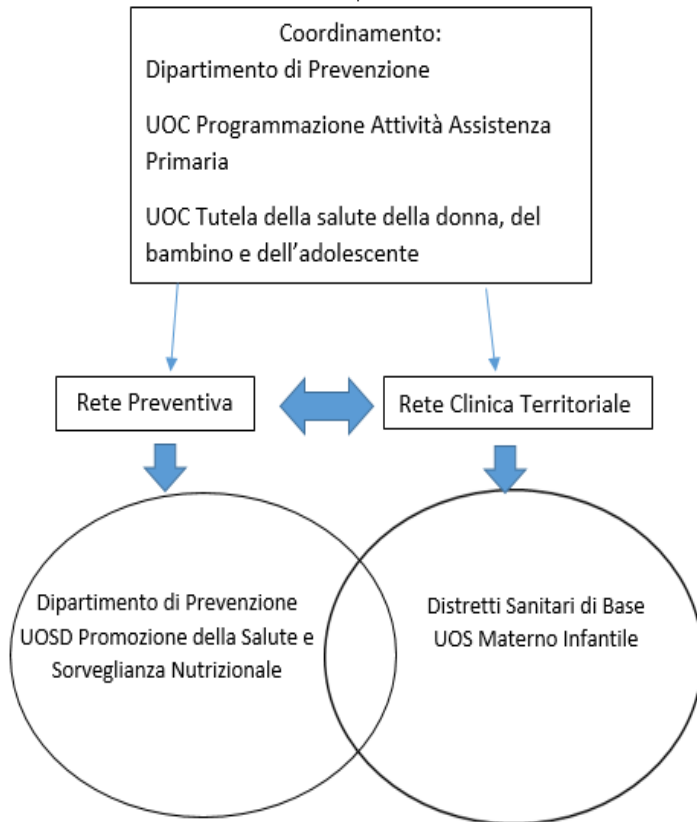 Coordinamento:
Dipartimento di Prevenzione
UOC Programmazione Attività Assistenza
Primaria
UOC Tutela della salute della donna, del
bambino e dell’adolescente
Rete Preventiva
Rete Clinica Territoriale
Dipartimento di Prevenzione
UOSD Promozione della Salute e
Sorveglianza Nutrizionale
Distretti Sanitari di Base
UOS Materno Infantile